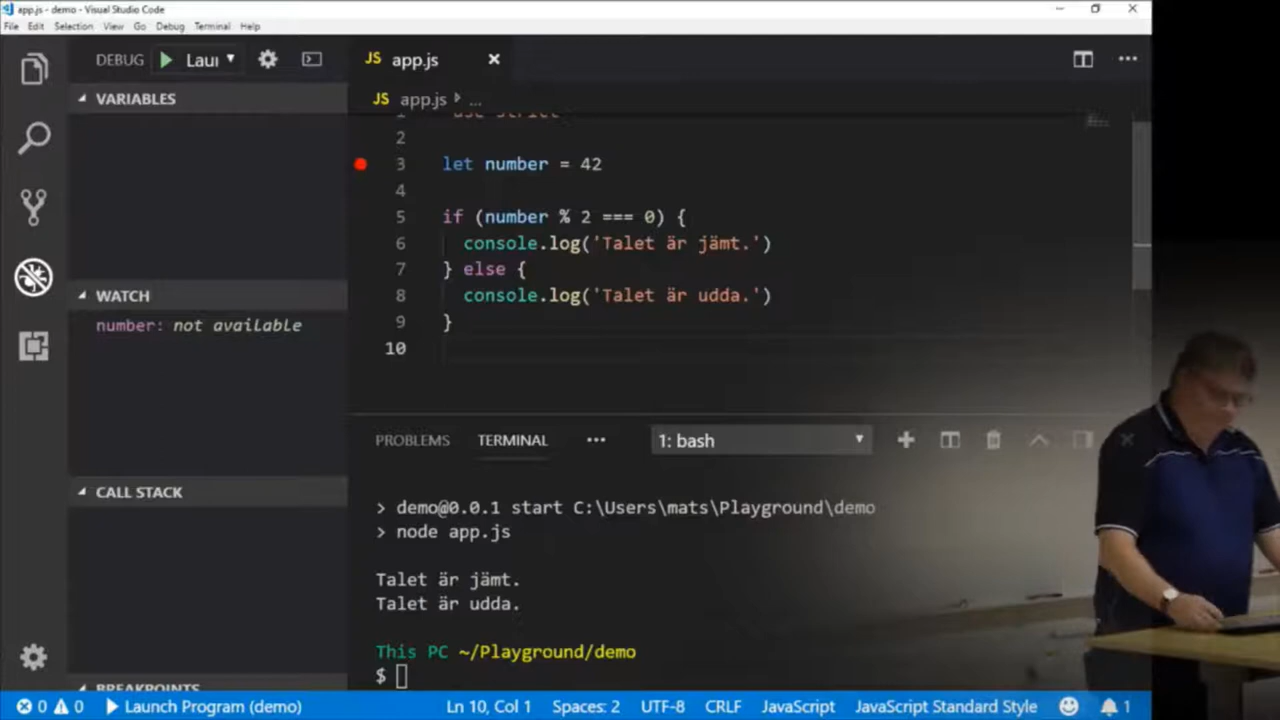 app.js - demo - Visual Studio Code
File Edit Selection View Go Debug Terminal Help
DEBUG Laun
JS app.js
VARIABLES
JS app.js ...
1
2
3 let number = 42
4
5 if (number % 2 === 0) {
6 console.log('Talet är jämt.')
7 } else {
8 console.log('Talet är udda.')
9 }
10
WATCH
number: not available
CALL STACK
BREAKPOINTS
PROBLEMS TERMINAL ... 1: bash
> demo@0.0.1 start C:\Users\mats\Playground\demo
> node app.js
Talet är jämt.
Talet är udda.
This PC ~/Playground/demo
$
0 0 Launch Program (demo) Ln 10, Col 1 Spaces: 2 UTF-8 CRLF JavaScript JavaScript Standard Style 1